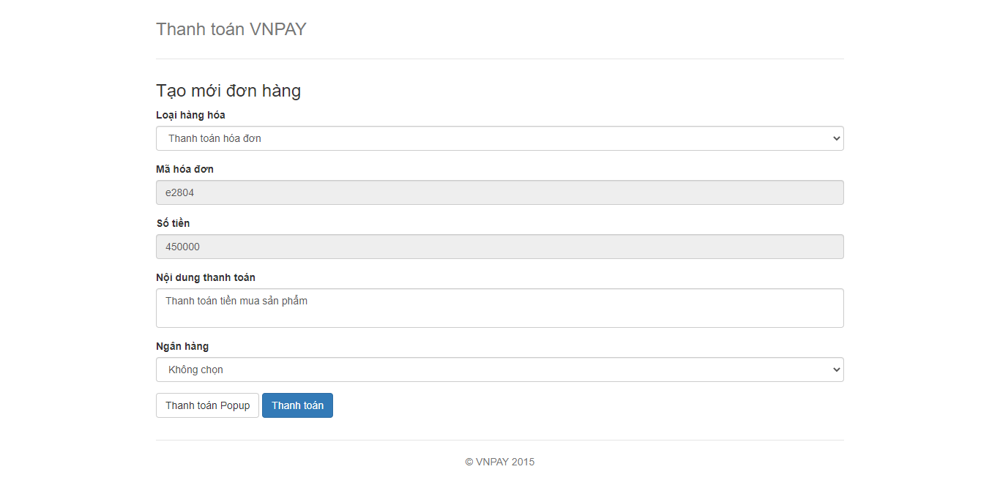 Thanh toán VNPAY
Tạo mới đơn hàng
Loại hàng hóa
Thanh toán hóa đơn
Mã hóa đơn
e2804
Số tiền
450000
Nội dung thanh toán
Thanh toán tiền mua sản phẩm
Ngân hàng
Không chọn
Thanh toán Popup Thanh toán
© VNPAY 2015